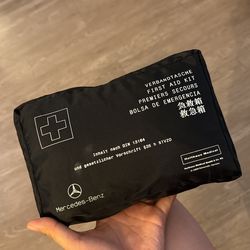 VERBANDTASCHE
FIRST AID KIT
PREMIERS SECOURS
BOLSA DE EMERGENCIA
急救箱
救急箱
Inhalt nach DIN 13164
und gesetzlicher Vorschrift §35 h StVZO
Mercedes-Benz